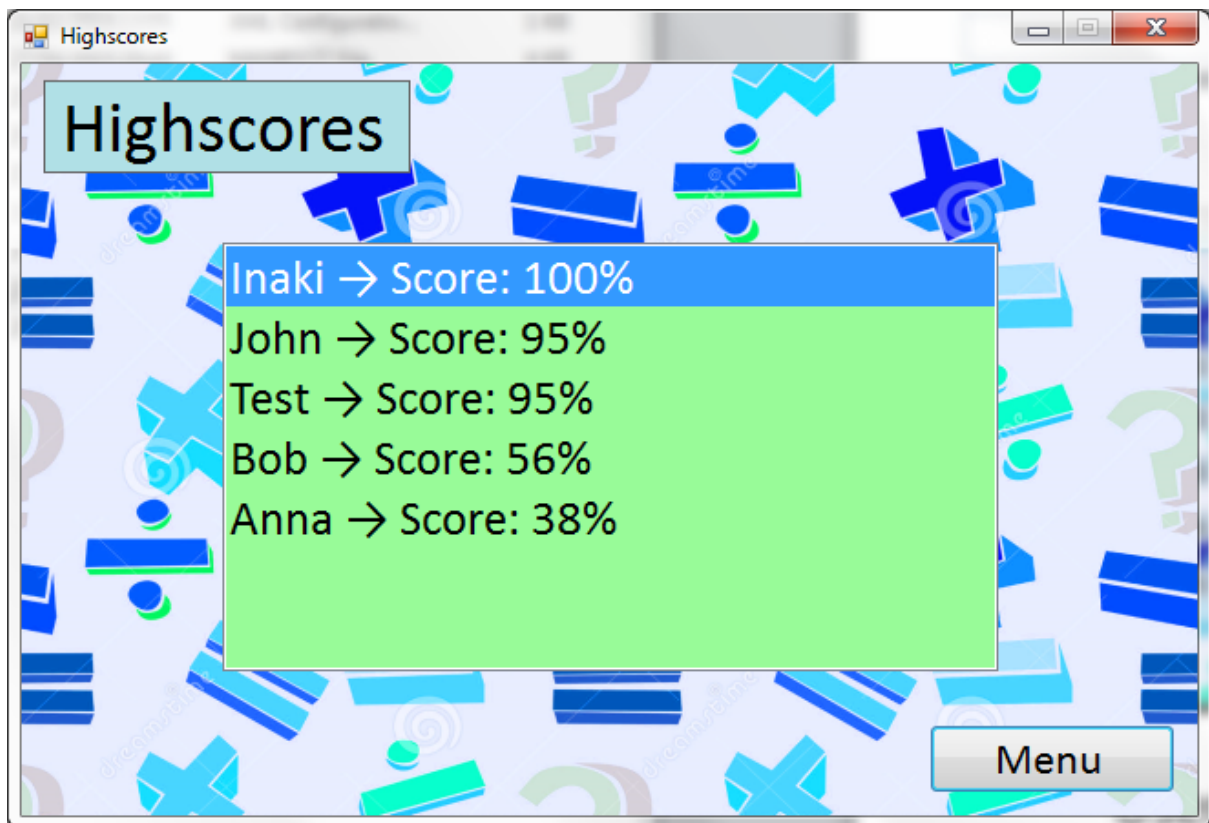 Highscores
Highscores
Inaki → Score: 100%
John → Score: 95%
Test → Score: 95%
Bob → Score: 56%
Anna → Score: 38%
Menu